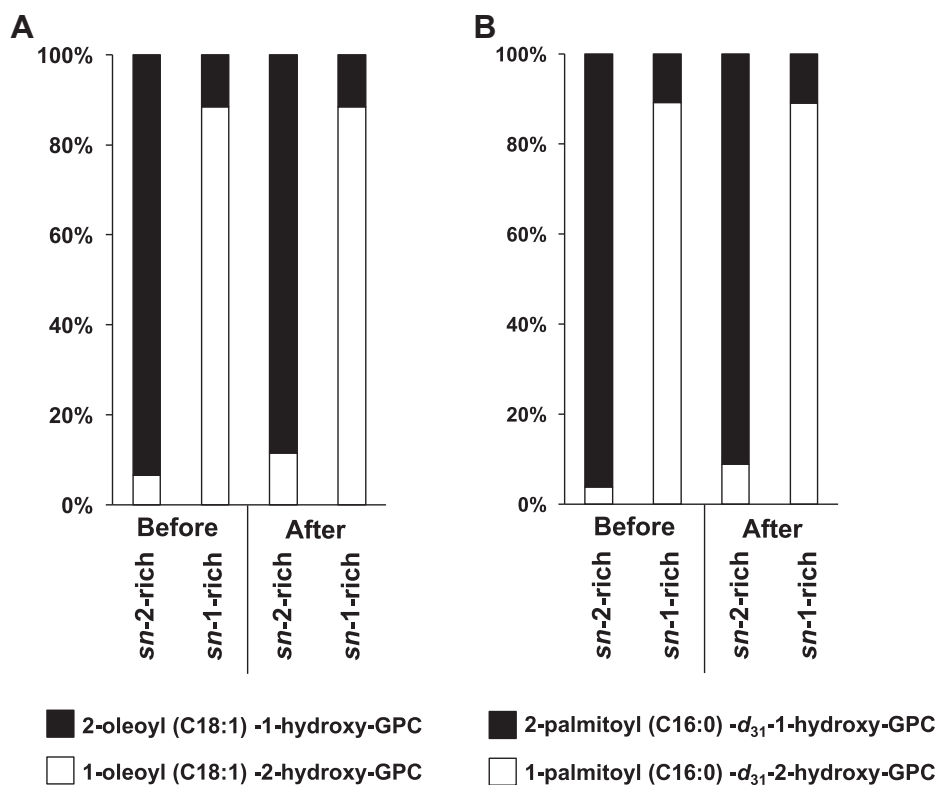 A
100%
80%
60%
40%
20%
0%
Before
After
sn-2-rich
sn-1-rich
sn-2-rich
sn-1-rich
2-oleoyl (C18:1) -1-hydroxy-GPC
1-oleoyl (C18:1) -2-hydroxy-GPC
B
100%
80%
60%
40%
20%
0%
Before
After
sn-2-rich
sn-1-rich
sn-2-rich
sn-1-rich
2-palmitoyl (C16:0) -d31-1-hydroxy-GPC
1-palmitoyl (C16:0) -d31-2-hydroxy-GPC